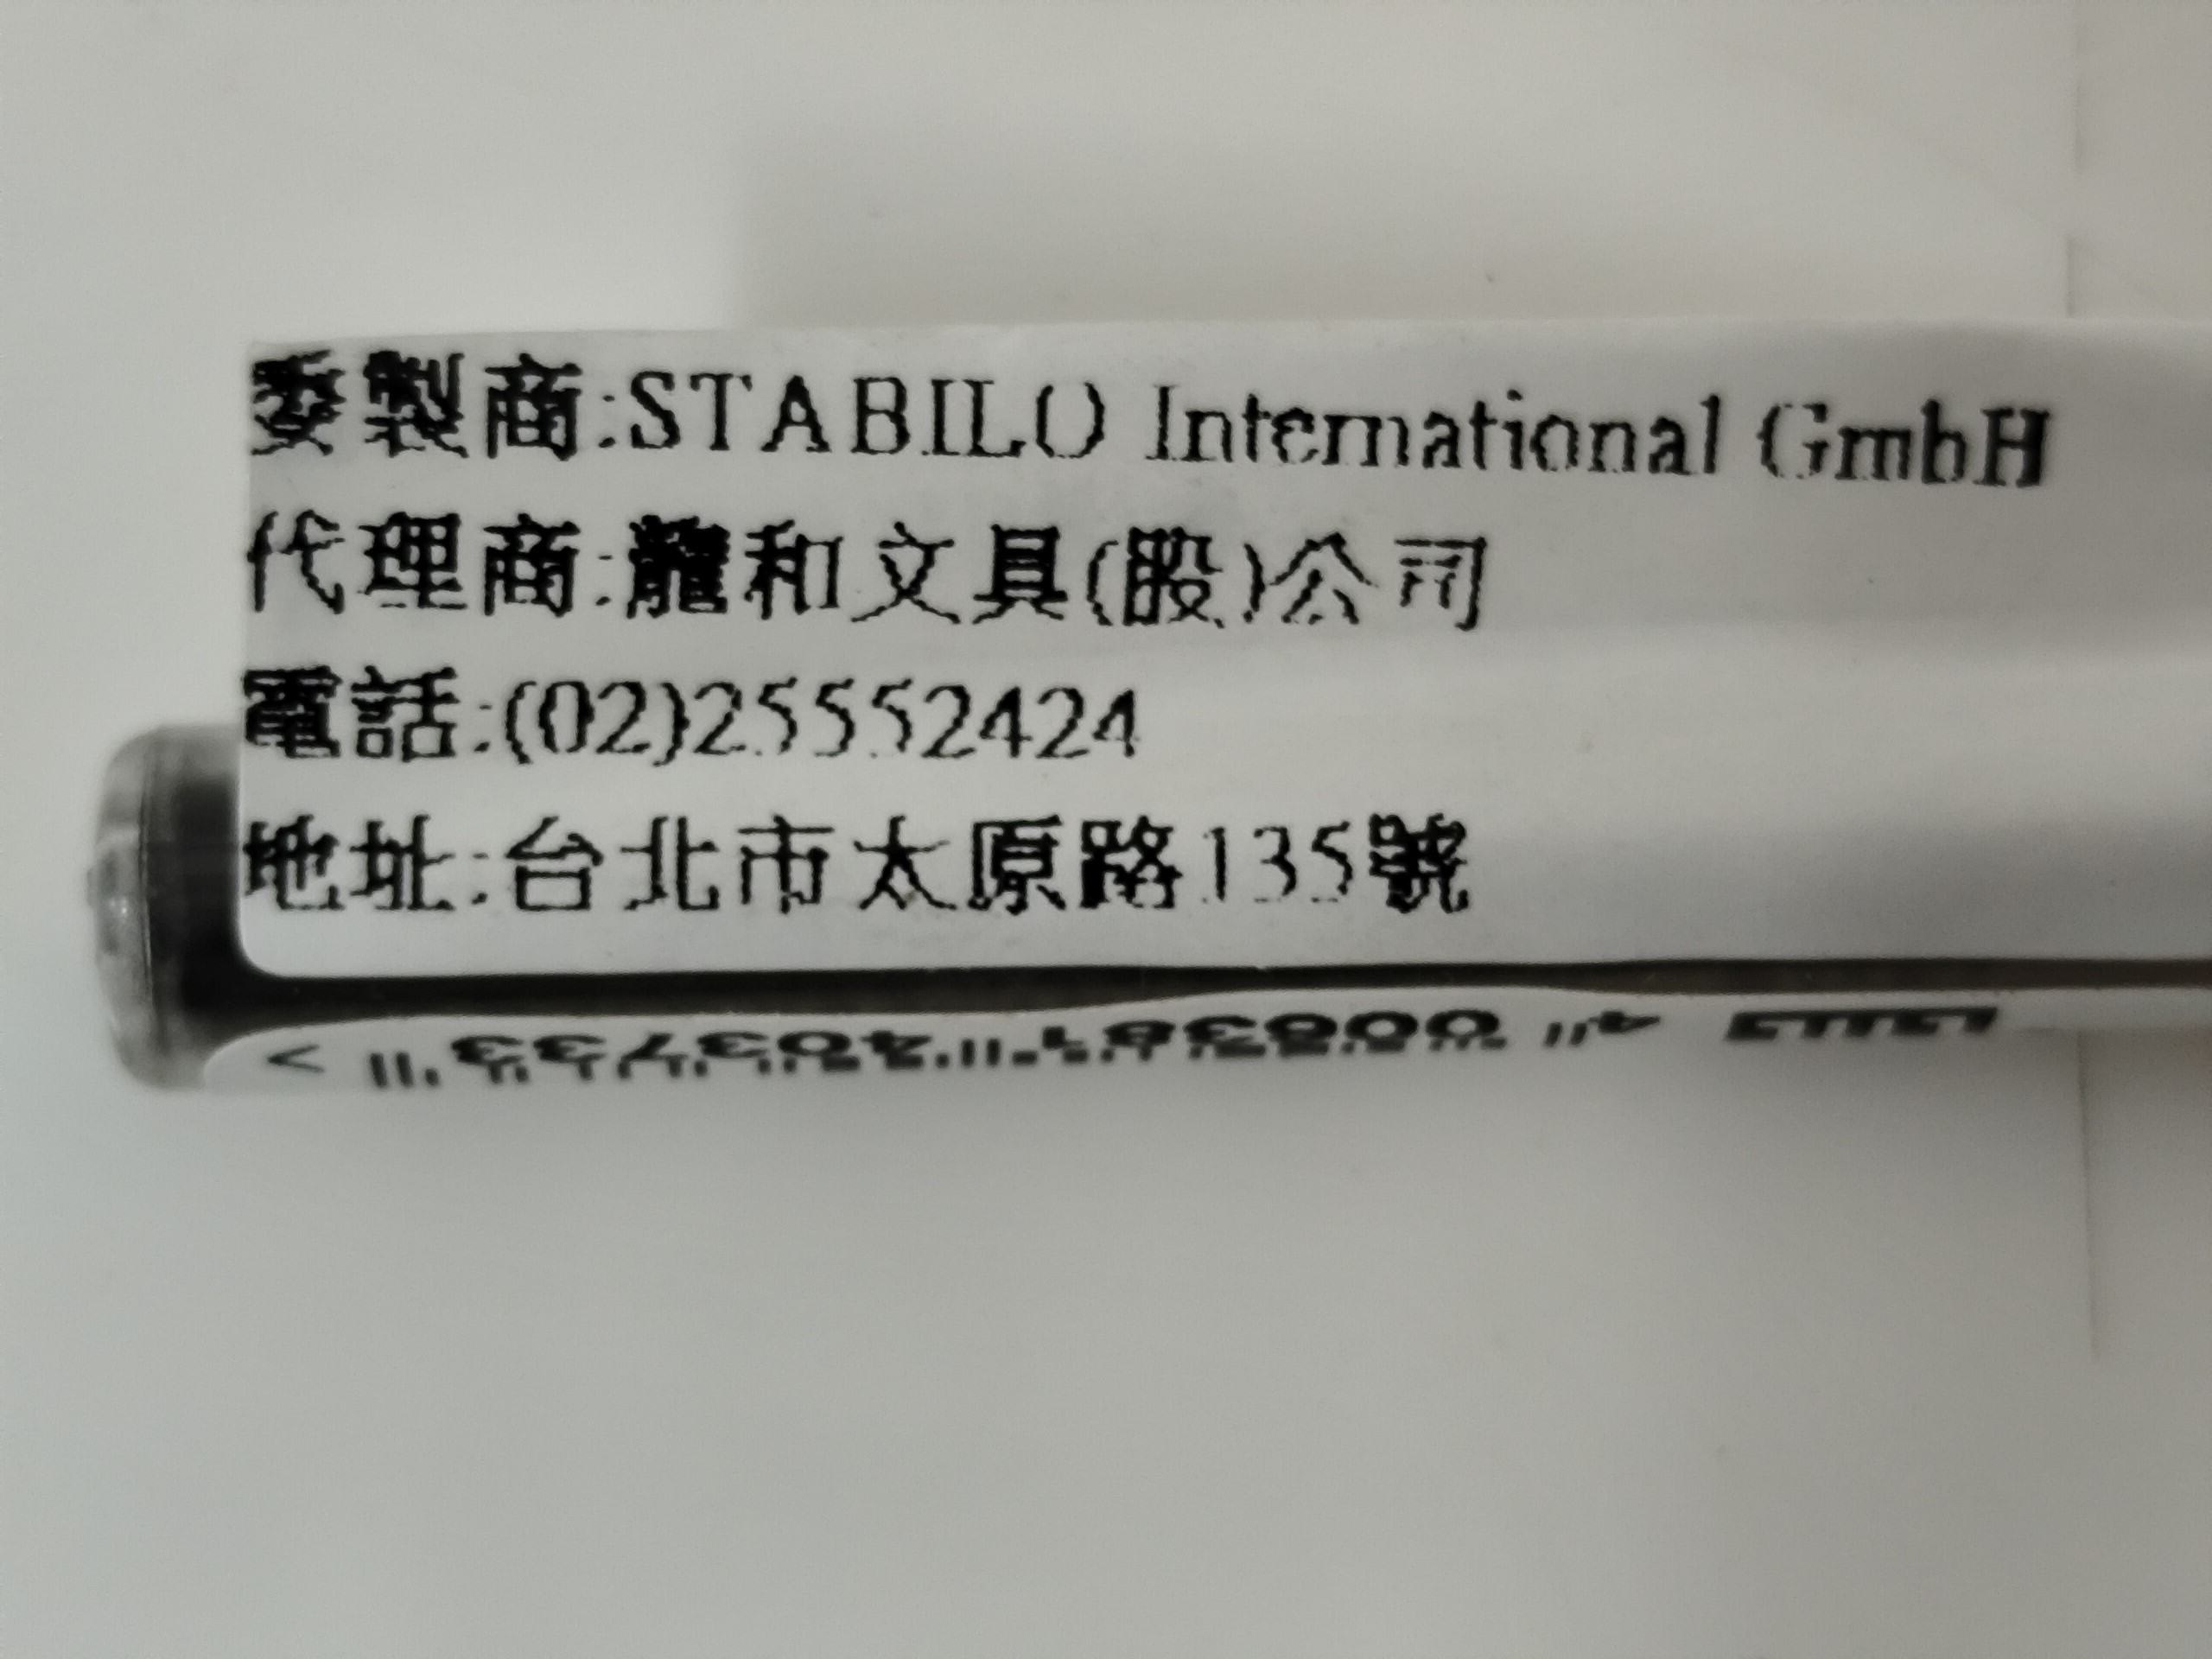 委製商:STABILO International GmbH
代理商:龍和文具(股)公司
電話:(02)25552424
地址:台北市太原路135號